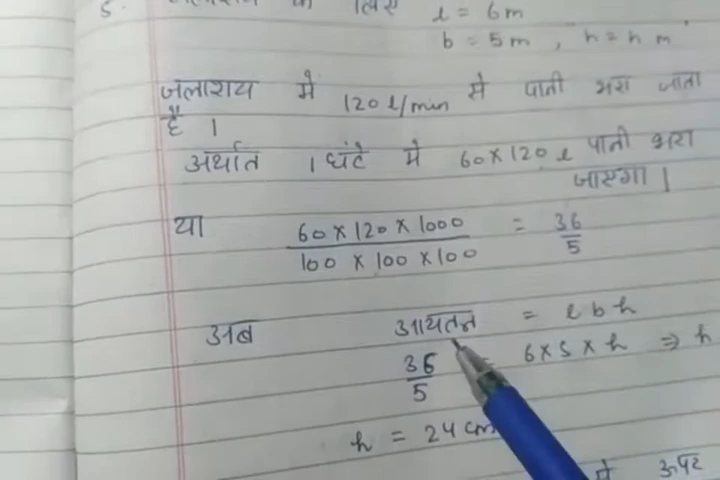 5. के लिए l = 6m
b = 5m, h = h m
जलाशय मे 120 l/min से पानी भरा जाता
है ।
अर्थात 1 घंटे मे 60 x 120 l पानी भरा
जाएगा ।
या 60 x 120 x 1000 / 100 x 100 x 100 = 36/5
अब आयतन = l b h
36/5 6 x 5 x h ⇒ h
h = 24 cm
मे ऊपर